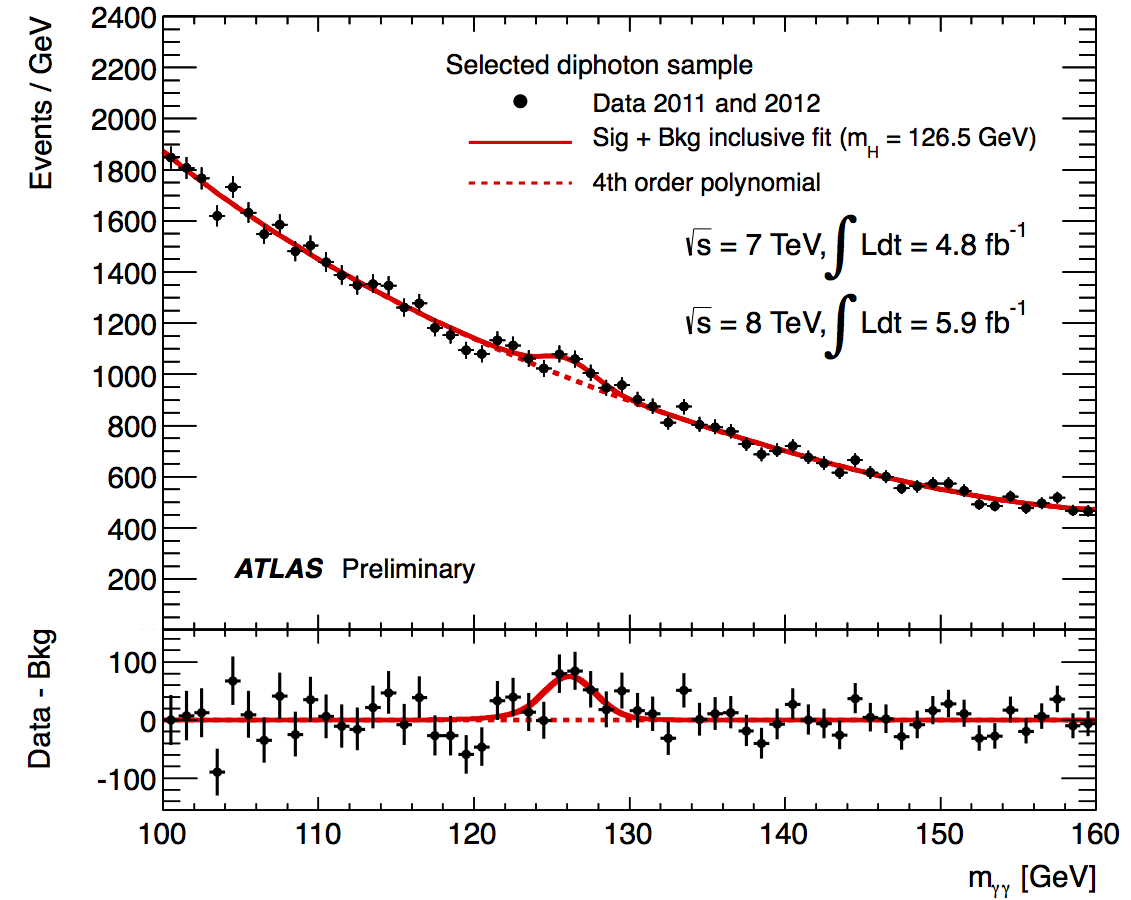 Events / GeV
2400
2200
2000
1800
1600
1400
1200
1000
800
600
400
200
Selected diphoton sample
Data 2011 and 2012
Sig + Bkg inclusive fit (mH = 126.5 GeV)
4th order polynomial
√s = 7 TeV, ∫ Ldt = 4.8 fb-1
√s = 8 TeV, ∫ Ldt = 5.9 fb-1
ATLAS Preliminary
Data - Bkg
100
0
-100
100 110 120 130 140 150 160
mγγ [GeV]